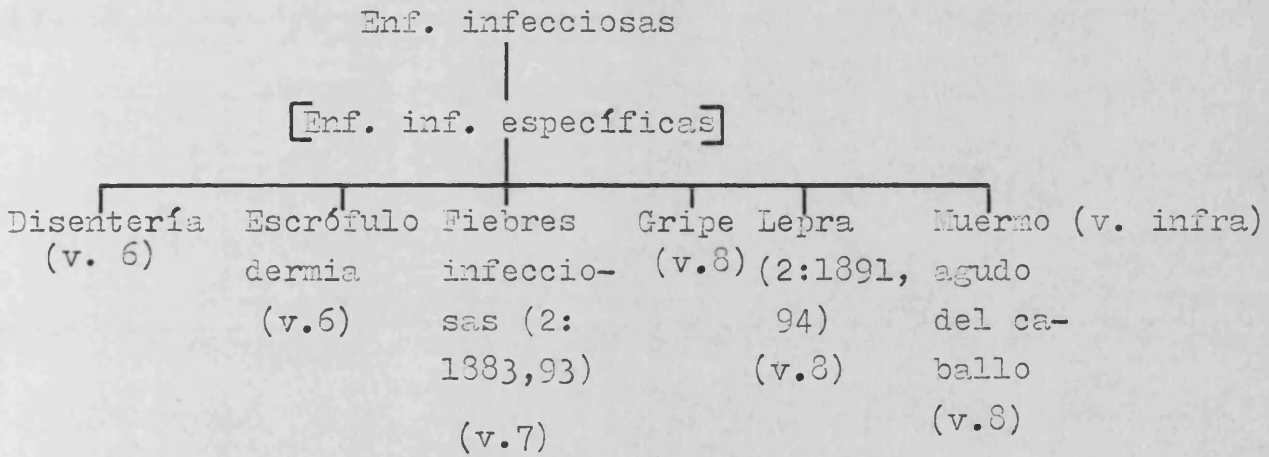 Enf. infecciosas
[Enf. inf. específicas]
Disentería Escrófulo Fiebres Gripe Lepra Muermo (v. infra)
(v. 6) dermia infeccio- (v.8) (2:1891, agudo
(v.6) sas (2: 94) del ca-
1883,93) (v.8) ballo
(v.7) (v.8)